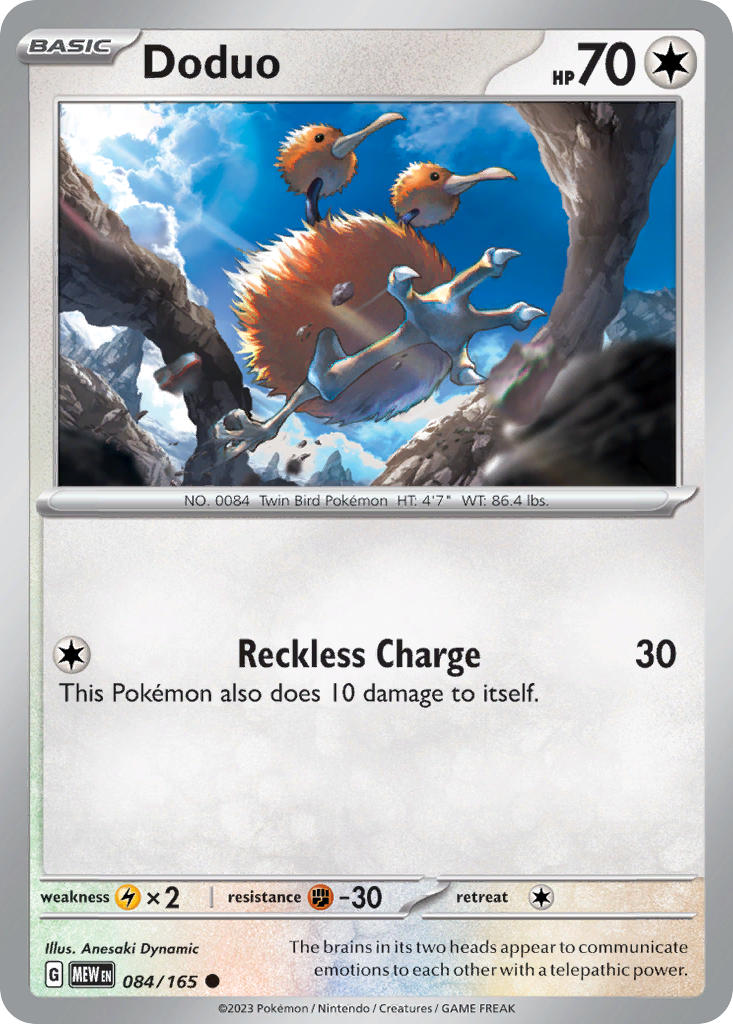 BASIC
Doduo
HP 70
NO. 0084 Twin Bird Pokémon HT: 4'7" WT: 86.4 lbs.
Reckless Charge 30
This Pokémon also does 10 damage to itself.
weakness ×2 resistance -30 retreat
Illus. Anesaki Dynamic
The brains in its two heads appear to communicate
emotions to each other with a telepathic power.
G MEW EN 084/165
©2023 Pokémon / Nintendo / Creatures / GAME FREAK